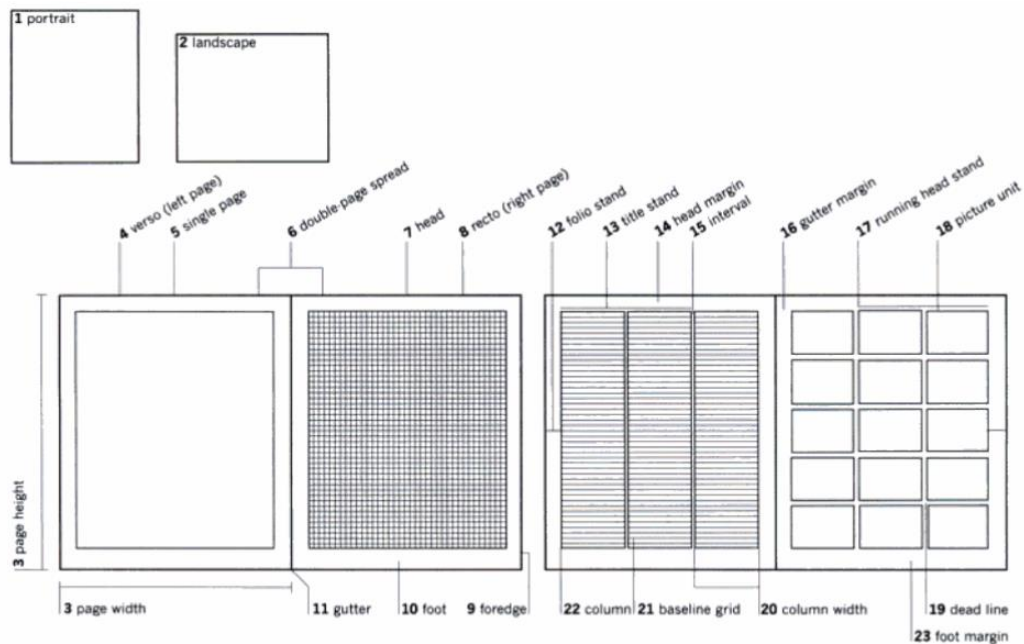 1 portrait
2 landscape
4 verso (left page)
5 single page
6 double-page spread
7 head
8 recto (right page)
12 folio stand
13 title stand
14 head margin
15 interval
16 gutter margin
17 running head stand
18 picture unit
3 page height
3 page width
11 gutter
10 foot
9 foredge
22 column
21 baseline grid
20 column width
19 dead line
23 foot margin